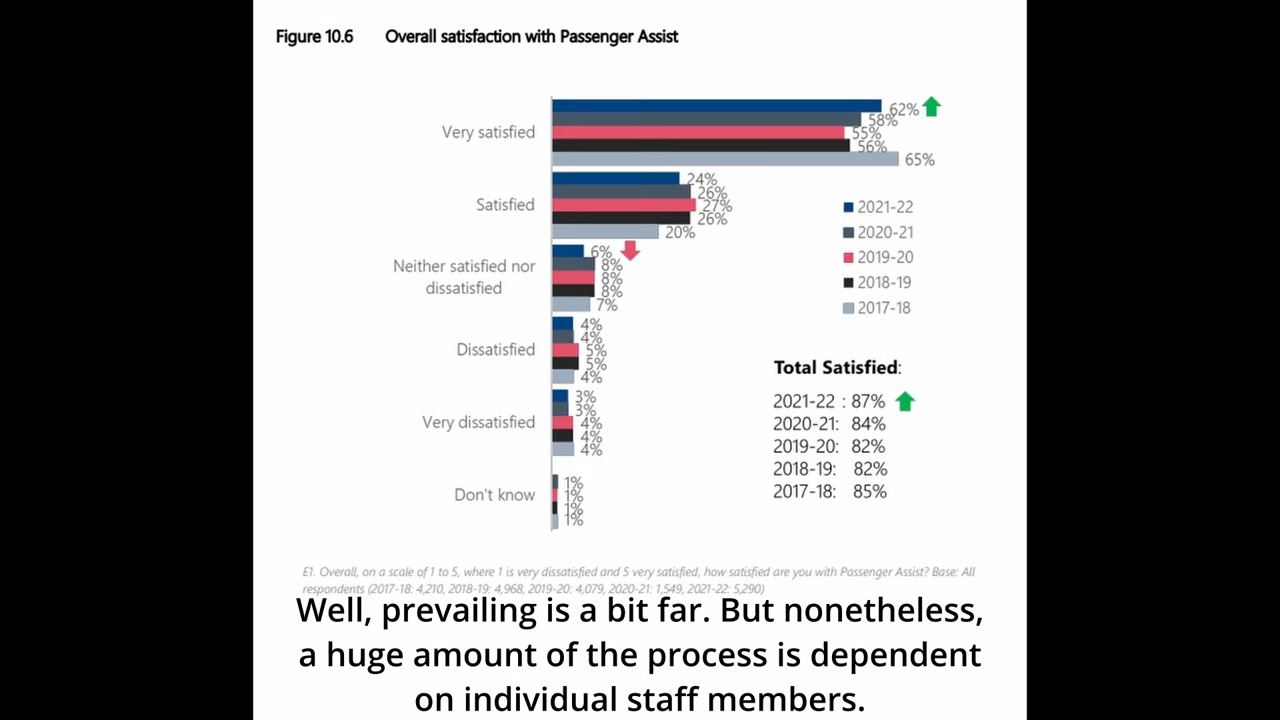 Figure 10.6 Overall satisfaction with Passenger Assist
Very satisfied
62%
58%
55%
56%
65%
Satisfied
24%
26%
27%
26%
20%
Neither satisfied nor
dissatisfied
6%
8%
8%
8%
7%
Dissatisfied
4%
4%
5%
5%
4%
Very dissatisfied
3%
3%
4%
4%
4%
Don't know
1%
1%
1%
1%
2021-22
2020-21
2019-20
2018-19
2017-18
Total Satisfied:
2021-22 : 87%
2020-21: 84%
2019-20: 82%
2018-19: 82%
2017-18: 85%
E1. Overall, on a scale of 1 to 5, where 1 is very dissatisfied and 5 very satisfied, how satisfied are you with Passenger Assist? Base: All
respondents (2017-18: 4,210, 2018-19: 4,968, 2019-20: 4,079, 2020-21: 1,549, 2021-22: 5,290)
Well, prevailing is a bit far. But nonetheless,
a huge amount of the process is dependent
on individual staff members.